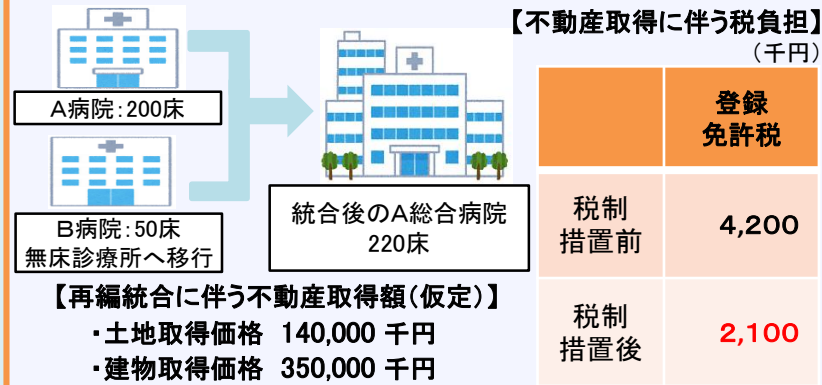 A病院:200床
B病院:50床
無床診療所へ移行
統合後のA総合病院
220床
【再編統合に伴う不動産取得額(仮定)】
・土地取得価格 140,000 千円
・建物取得価格 350,000 千円
【不動産取得に伴う税負担】
(千円)
登録
免許税
税制
措置前
4,200
税制
措置後
2,100